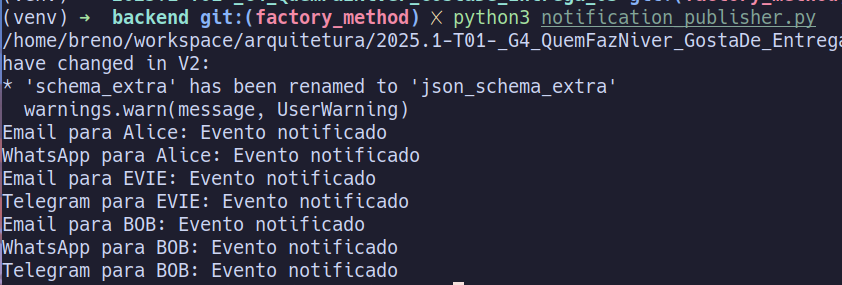 (venv) → backend git:(factory_method) ✗ python3 notification_publisher.py
/home/breno/workspace/arquitetura/2025.1-T01-_G4_QuemFazNiver_GostaDe_Entrega
have changed in V2:
* 'schema_extra' has been renamed to 'json_schema_extra'
  warnings.warn(message, UserWarning)
Email para Alice: Evento notificado
WhatsApp para Alice: Evento notificado
Email para EVIE: Evento notificado
Telegram para EVIE: Evento notificado
Email para BOB: Evento notificado
WhatsApp para BOB: Evento notificado
Telegram para BOB: Evento notificado